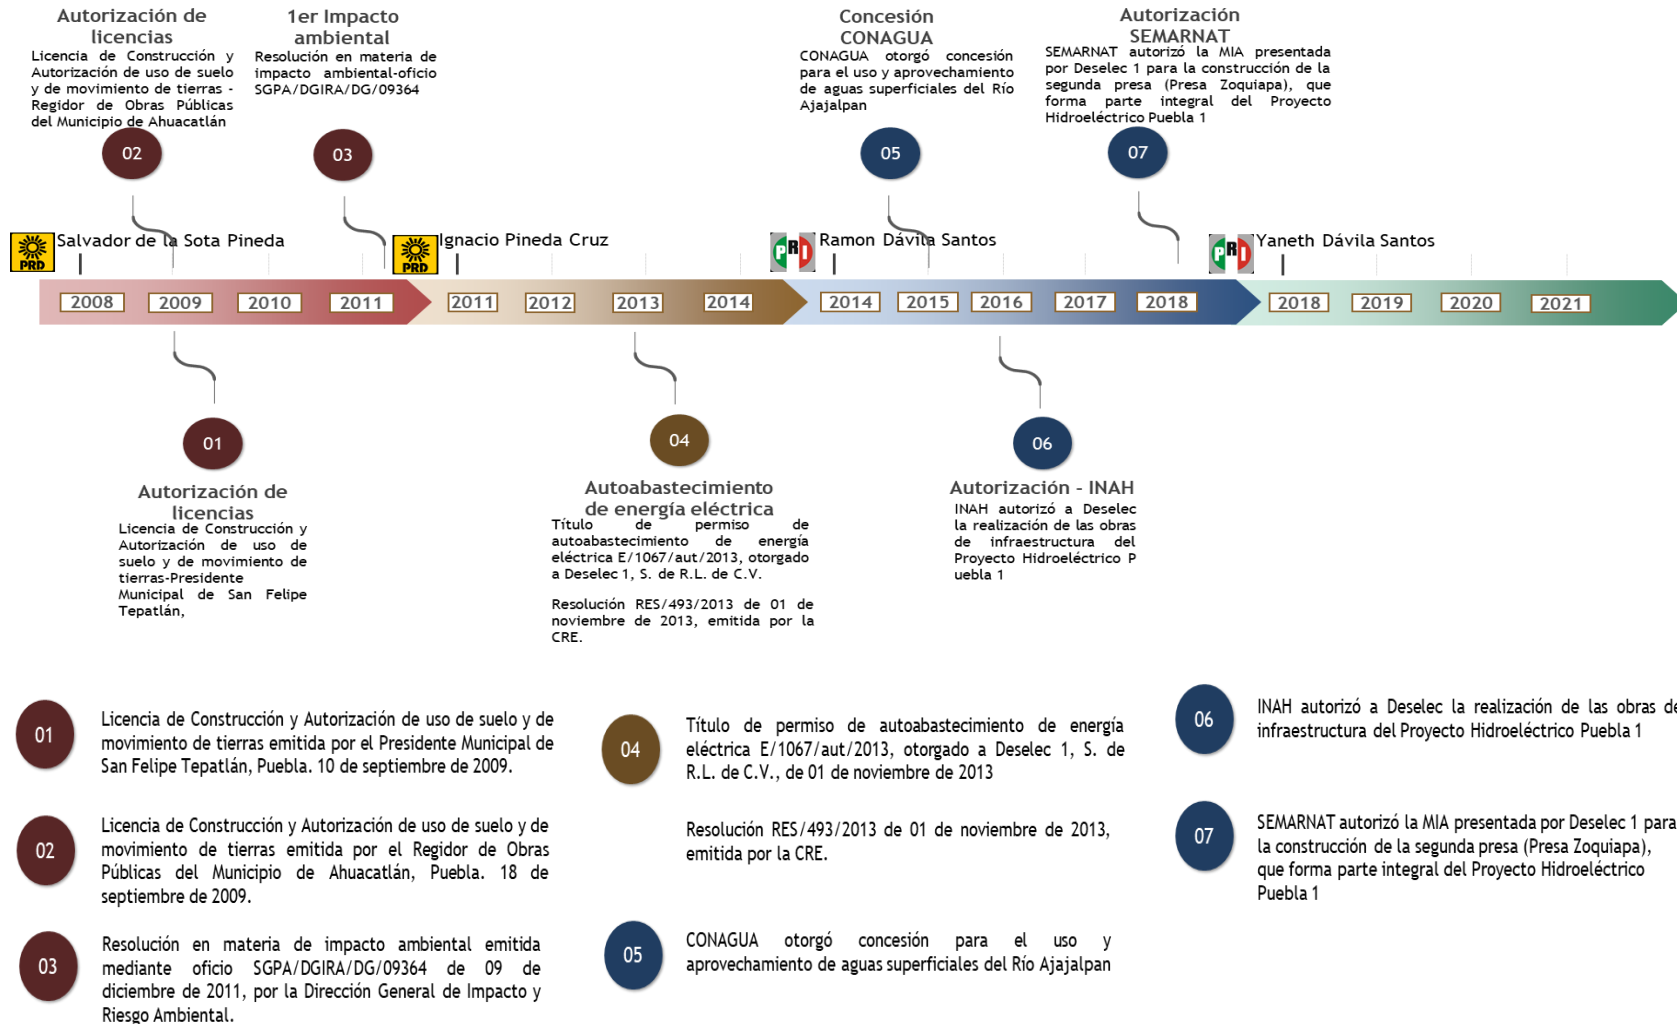 Autorización de
licencias
Licencia de Construcción y
Autorización de uso de suelo
y de movimiento de tierras -
Regidor de Obras Públicas
del Municipio de Ahuacatlán
02
1er Impacto
ambiental
Resolución en materia de
impacto ambiental-oficio
SGPA/DGIRA/DG/09364
03
Concesión
CONAGUA
CONAGUA otorgó concesión
para el uso y aprovechamiento
de aguas superficiales del Río
Ajajalpan
05
Autorización
SEMARNAT
SEMARNAT autorizó la MIA presentada
por Deselec 1 para la construcción de la
segunda presa (Presa Zoquiapa), que
forma parte integral del Proyecto
Hidroeléctrico Puebla 1
07
PRD
Salvador de la Sota Pineda
PRD
Ignacio Pineda Cruz
PRI
Ramon Dávila Santos
PRI
Yaneth Dávila Santos
2008 2009 2010 2011 2011 2012 2013 2014 2014 2015 2016 2017 2018 2018 2019 2020 2021
01
Autorización de
licencias
Licencia de Construcción y
Autorización de uso de
suelo y de movimiento de
tierras-Presidente
Municipal de San Felipe
Tepatlán,
04
Autoabastecimiento
de energía eléctrica
Título de permiso de
autoabastecimiento de energía
eléctrica E/1067/aut/2013, otorgado
a Deselec 1, S. de R.L. de C.V.
Resolución RES/493/2013 de 01 de
noviembre de 2013, emitida por la
CRE.
06
Autorización - INAH
INAH autorizó a Deselec
la realización de las obras
de infraestructura del
Proyecto Hidroeléctrico P
uebla 1
01
Licencia de Construcción y Autorización de uso de suelo y de
movimiento de tierras emitida por el Presidente Municipal de
San Felipe Tepatlán, Puebla. 10 de septiembre de 2009.
02
Licencia de Construcción y Autorización de uso de suelo y de
movimiento de tierras emitida por el Regidor de Obras
Públicas del Municipio de Ahuacatlán, Puebla. 18 de
septiembre de 2009.
03
Resolución en materia de impacto ambiental emitida
mediante oficio SGPA/DGIRA/DG/09364 de 09 de
diciembre de 2011, por la Dirección General de Impacto y
Riesgo Ambiental.
04
Título de permiso de autoabastecimiento de energía
eléctrica E/1067/aut/2013, otorgado a Deselec 1, S. de
R.L. de C.V., de 01 de noviembre de 2013
Resolución RES/493/2013 de 01 de noviembre de 2013,
emitida por la CRE.
05
CONAGUA otorgó concesión para el uso y
aprovechamiento de aguas superficiales del Río Ajajalpan
06
INAH autorizó a Deselec la realización de las obras de
infraestructura del Proyecto Hidroeléctrico Puebla 1
07
SEMARNAT autorizó la MIA presentada por Deselec 1 para
la construcción de la segunda presa (Presa Zoquiapa),
que forma parte integral del Proyecto Hidroeléctrico
Puebla 1